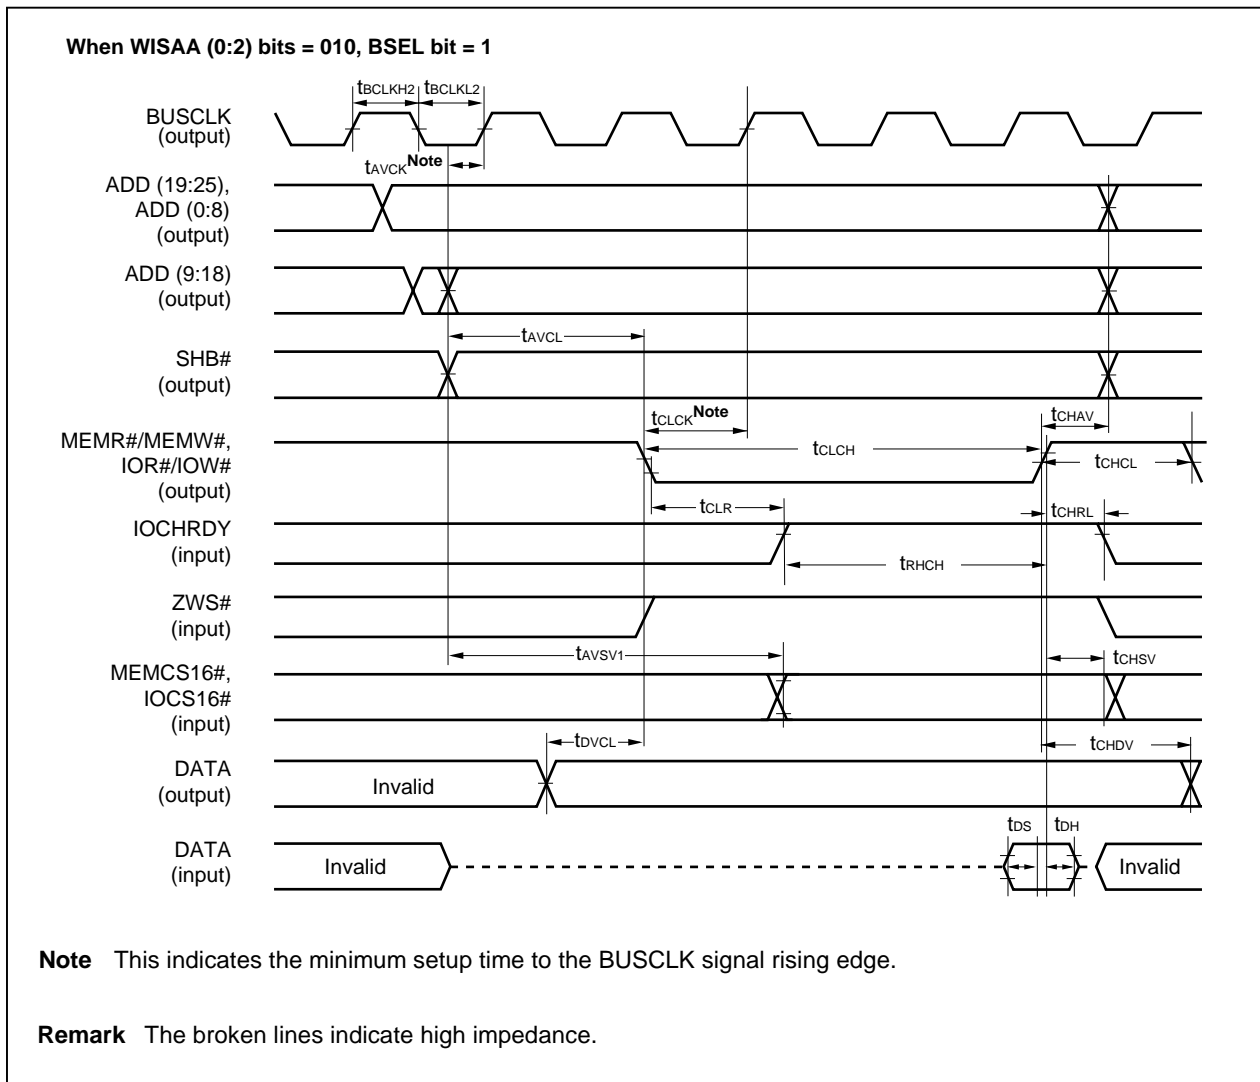 When WISAA (0:2) bits = 010, BSEL bit = 1
tBCLKH2 tBCLKL2
BUSCLK
(output)
tAVCK Note
ADD (19:25),
ADD (0:8)
(output)
ADD (9:18)
(output)
tAVCL
SHB#
(output)
tCLCK Note
tCHAV
MEMR#/MEMW#,
IOR#/IOW#
(output)
tCLCH
tCHCL
tCLR
tCHRL
IOCHRDY
(input)
tRHCH
ZWS#
(input)
tAVSV1
tCHSV
MEMCS16#,
IOCS16#
(input)
tDVCL
tCHDV
DATA
(output)
Invalid
tDS tDH
DATA
(input)
Invalid
Invalid
Note This indicates the minimum setup time to the BUSCLK signal rising edge.
Remark The broken lines indicate high impedance.